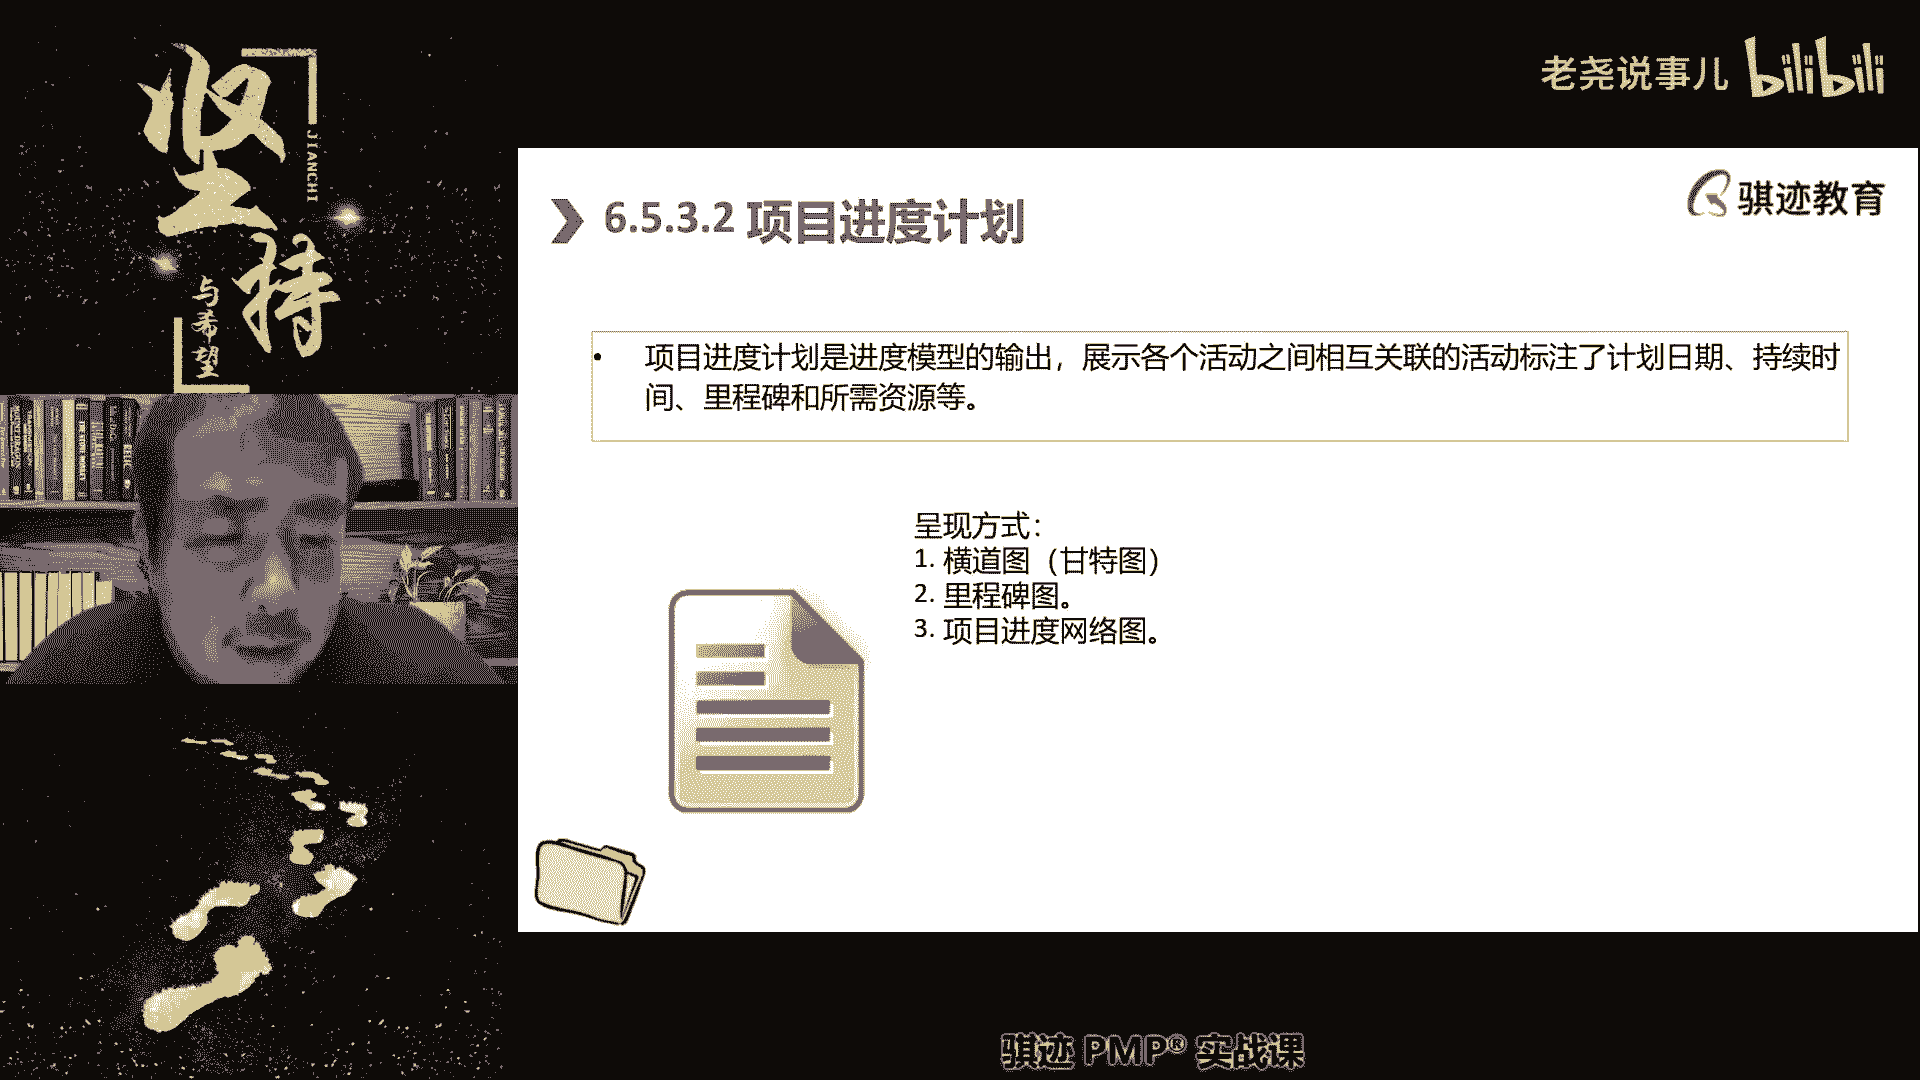 坚持
JIANCHI
与希望
老尧说事儿 bilibili
骐迹教育
6.5.3.2 项目进度计划
• 项目进度计划是进度模型的输出，展示各个活动之间相互关联的活动标注了计划日期、持续时
间、里程碑和所需资源等。
呈现方式：
1. 横道图（甘特图）
2. 里程碑图。
3. 项目进度网络图。
骐迹 PMP® 实战课